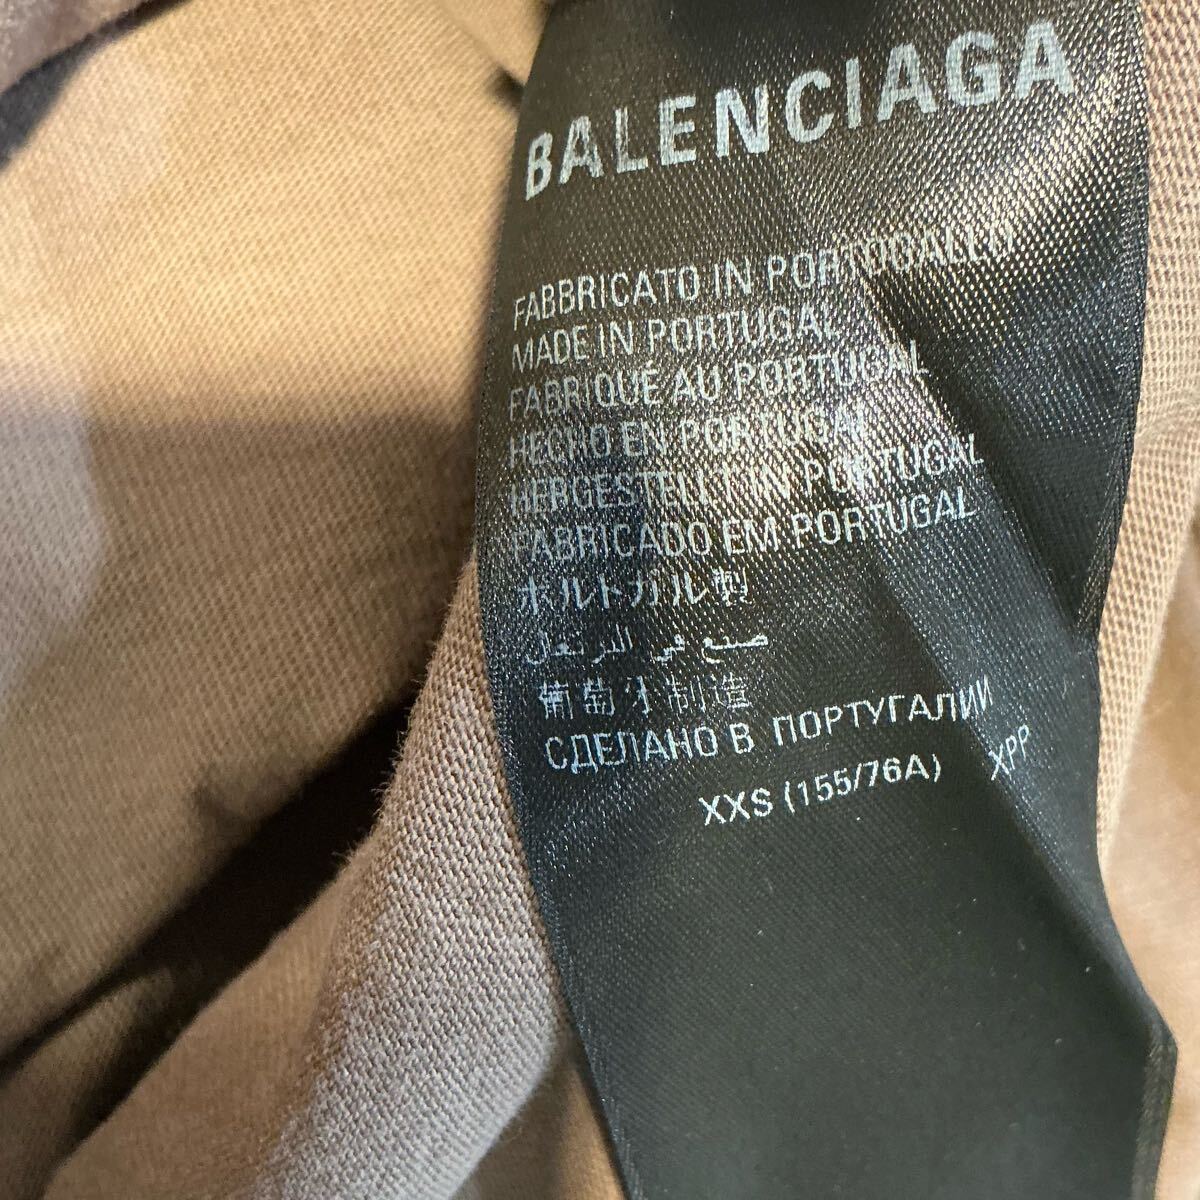 BALENCIAGA
FABBRICATO IN PORTOGALLO
MADE IN PORTUGAL
FABRIQUÉ AU PORTUGAL
HECHO EN PORTUGAL
HERGESTELLT IN PORTUGAL
FABRICADO EM PORTUGAL
ポルトガル製
صنع في البرتغال
葡萄牙制造
СДЕЛАНО В ПОРТУГАЛИИ
XXS (155/76A) XPP